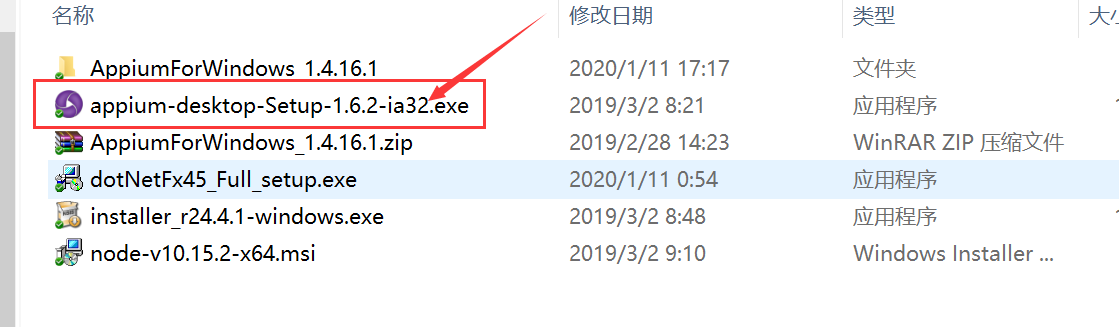 名称 修改日期 类型 大小
AppiumForWindows_1.4.16.1 2020/1/11 17:17 文件夹
appium-desktop-Setup-1.6.2-ia32.exe 2019/3/2 8:21 应用程序
AppiumForWindows_1.4.16.1.zip 2019/2/28 14:23 WinRAR ZIP 压缩文件
dotNetFx45_Full_setup.exe 2020/1/11 0:54 应用程序
installer_r24.4.1-windows.exe 2019/3/2 8:48 应用程序
node-v10.15.2-x64.msi 2019/3/2 9:10 Windows Installer ...